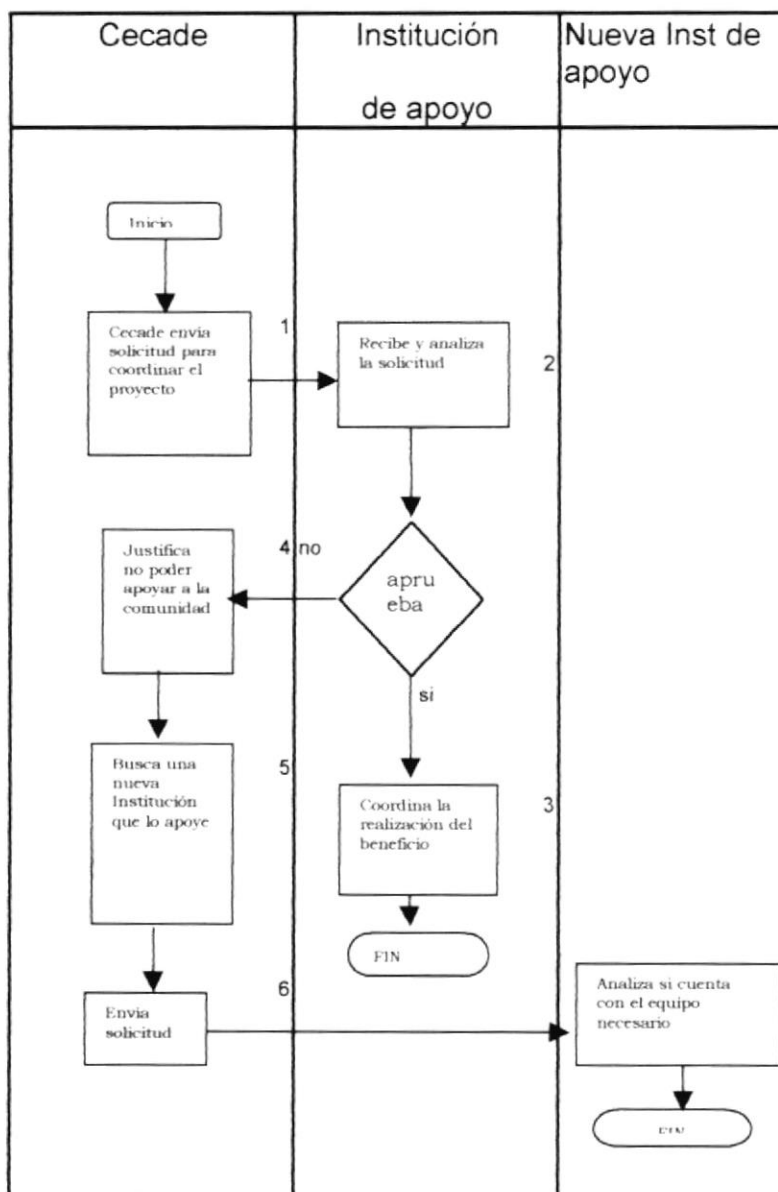 Cecade
Institución
de apoyo
Nueva Inst de
apoyo
Inicio
Cecade envia
solicitud para
coordinar el
proyecto
1
Recibe y analiza
la solicitud
2
Justifica
no poder
apoyar a la
comunidad
4
no
apru
eba
si
Busca una
nueva
Institución
que lo apoye
5
Coordina la
realización del
beneficio
3
FIN
Envia
solicitud
6
Analiza si cuenta
con el equipo
necesario
FIN